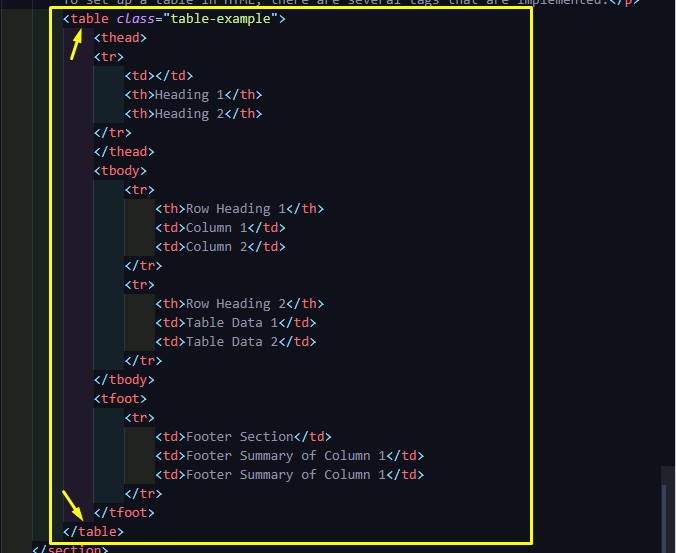 To set up a table in HTML, there are several tags that are implemented.</p>
<table class="table-example">
<thead>
<tr>
<td></td>
<th>Heading 1</th>
<th>Heading 2</th>
</tr>
</thead>
<tbody>
<tr>
<th>Row Heading 1</th>
<td>Column 1</td>
<td>Column 2</td>
</tr>
<tr>
<th>Row Heading 2</th>
<td>Table Data 1</td>
<td>Table Data 2</td>
</tr>
</tbody>
<tfoot>
<tr>
<td>Footer Section</td>
<td>Footer Summary of Column 1</td>
<td>Footer Summary of Column 1</td>
</tr>
</tfoot>
</table>
</section>